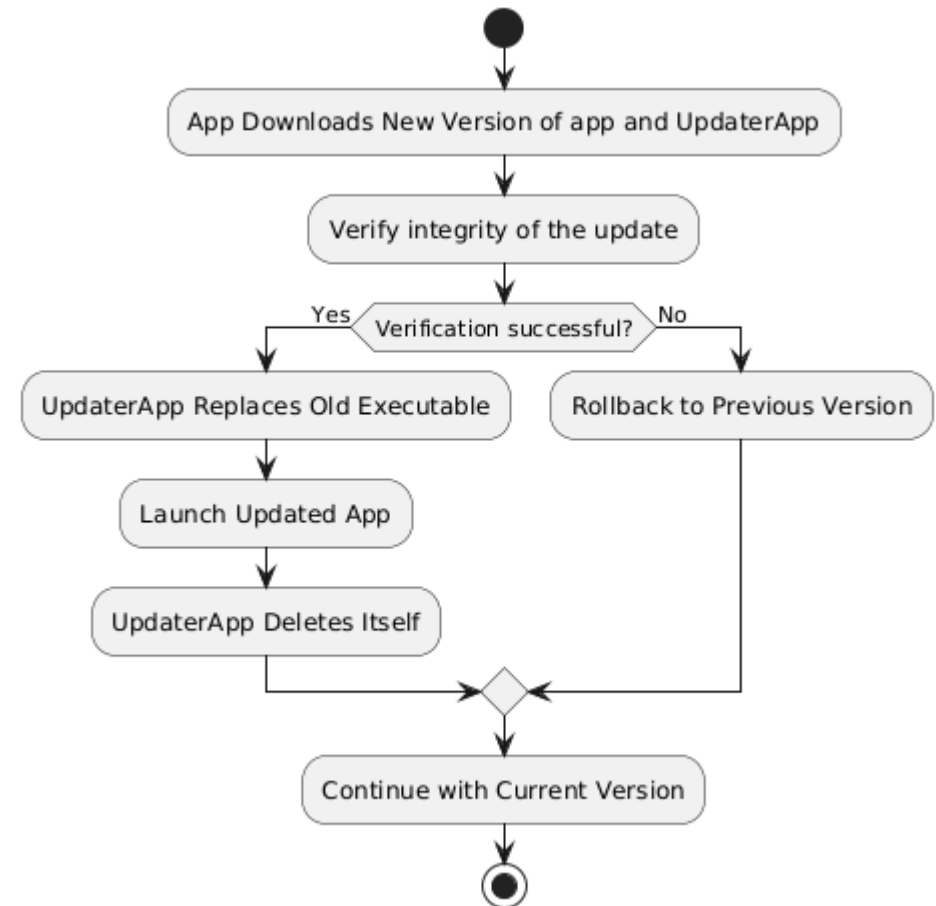 App Downloads New Version of app and UpdaterApp
Verify integrity of the update
Yes
Verification successful?
No
UpdaterApp Replaces Old Executable
Rollback to Previous Version
Launch Updated App
UpdaterApp Deletes Itself
Continue with Current Version